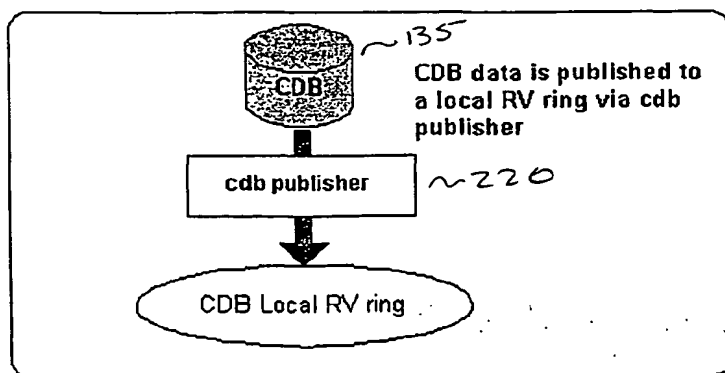 ~135
CDB
CDB data is published to
a local RV ring via cdb
publisher
cdb publisher
~220
CDB Local RV ring